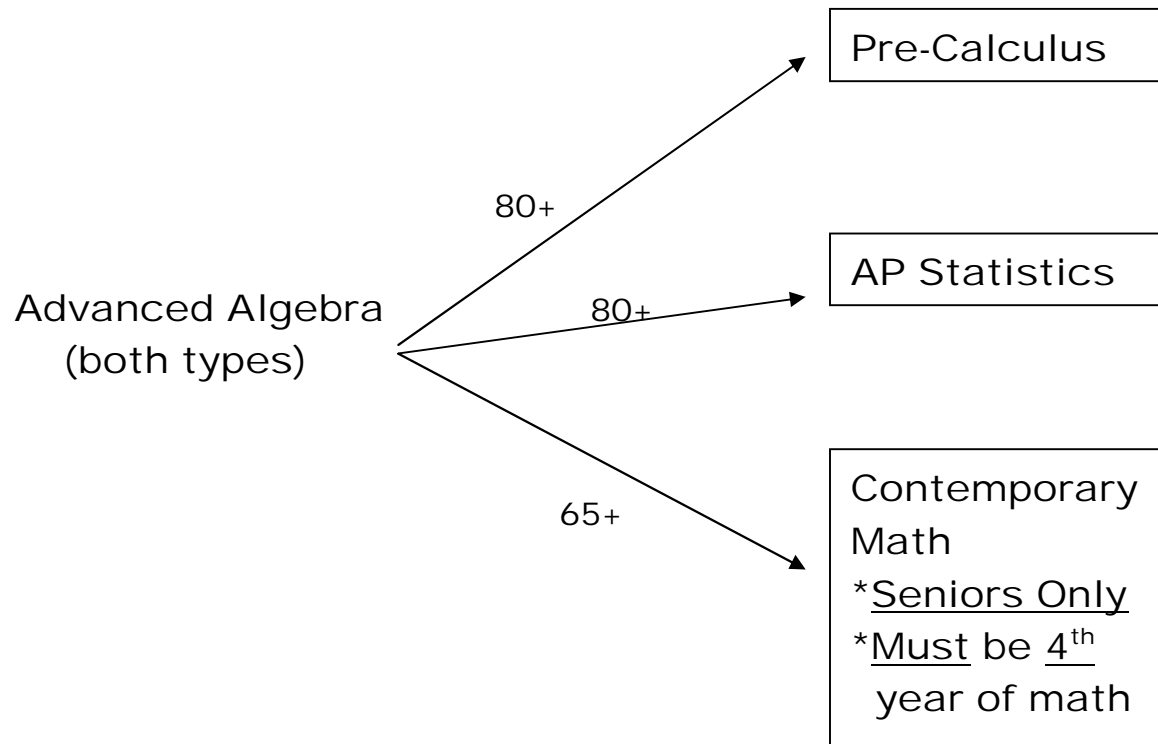 Pre-Calculus
80+
AP Statistics
80+
Advanced Algebra
(both types)
65+
Contemporary
Math
*Seniors Only
*Must be 4th
year of math